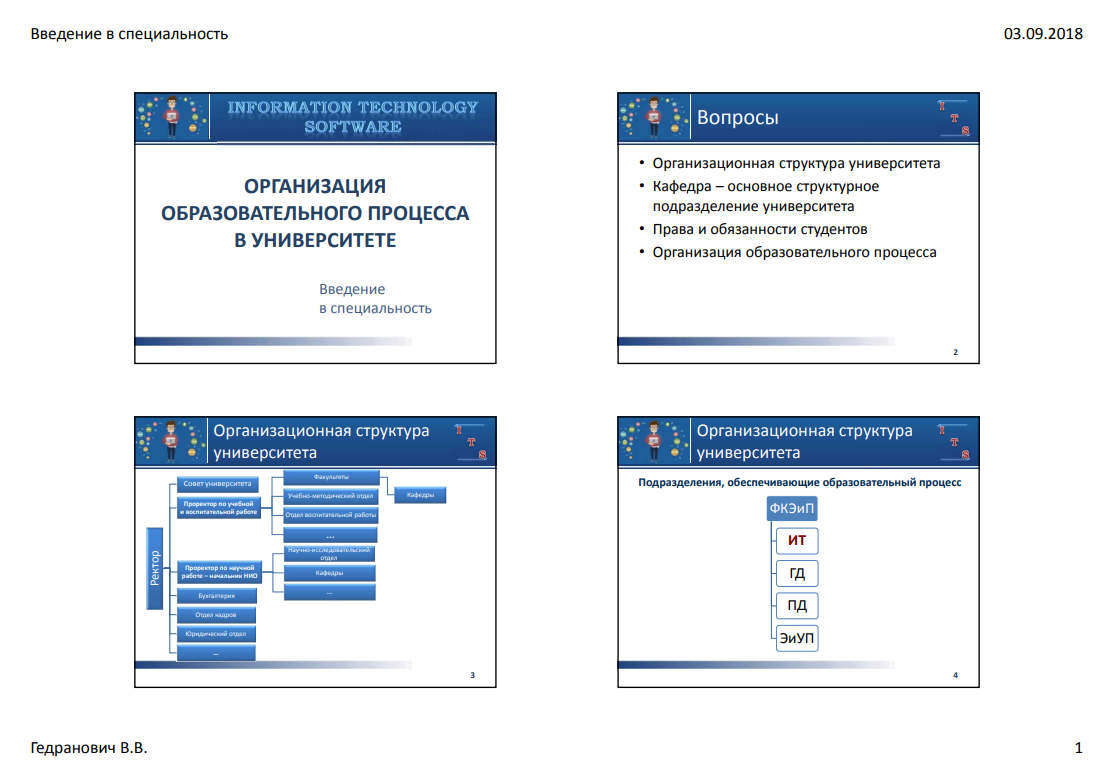 Введение в специальность
03.09.2018
INFORMATION TECHNOLOGY
SOFTWARE
ОРГАНИЗАЦИЯ
ОБРАЗОВАТЕЛЬНОГО ПРОЦЕССА
В УНИВЕРСИТЕТЕ
Введение
в специальность
Вопросы
I
T
S
• Организационная структура университета
• Кафедра – основное структурное
подразделение университета
• Права и обязанности студентов
• Организация образовательного процесса
2
Организационная структура
университета
I
T
S
Ректор
Совет университета
Проректор по учебной
и воспитательной работе
Факультеты
Кафедры
Учебно-методический отдел
Отдел воспитательной работы
...
Проректор по научной
работе – начальник НИО
Научно-исследовательский
отдел
Кафедры
...
Бухгалтерия
Отдел кадров
Юридический отдел
...
3
Организационная структура
университета
I
T
S
Подразделения, обеспечивающие образовательный процесс
ФКЭиП
ИТ
ГД
ПД
ЭиУП
4
Гедранович В.В.
1